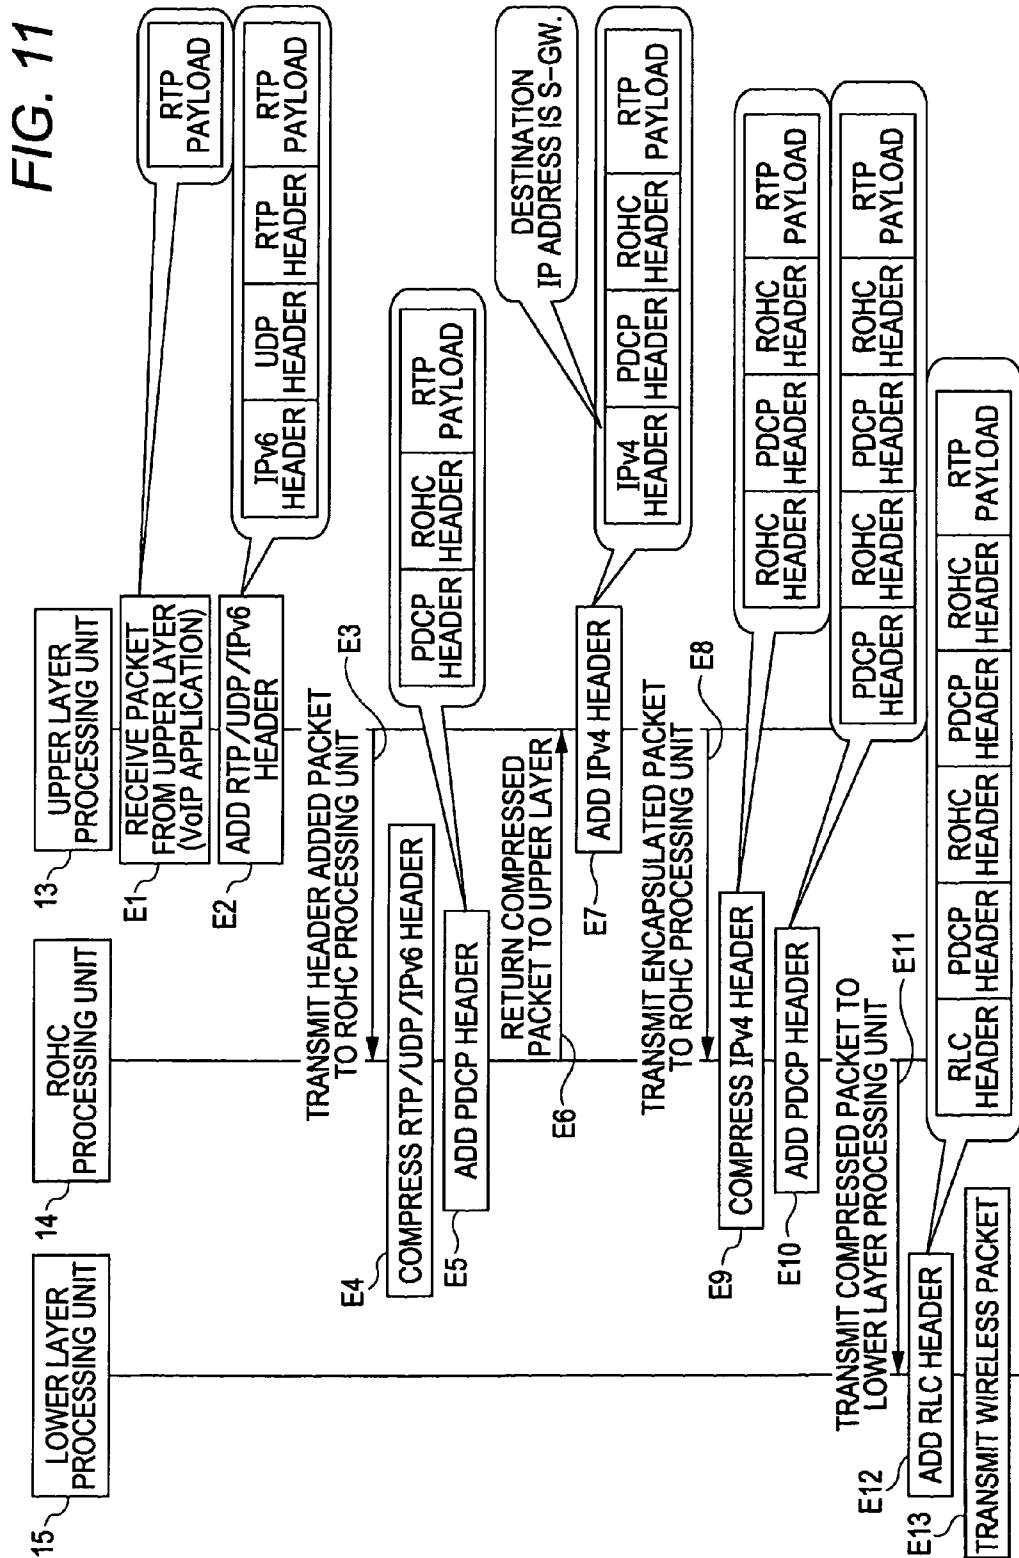 FIG. 11
15
LOWER LAYER
PROCESSING UNIT
14
ROHC
PROCESSING UNIT
13
UPPER LAYER
PROCESSING UNIT
E1
RECEIVE PACKET
FROM UPPER LAYER
(VoIP APPLICATION)
RTP
PAYLOAD
E2
ADD RTP/UDP/IPv6
HEADER
IPv6
HEADER
UDP
HEADER
RTP
HEADER
RTP
PAYLOAD
TRANSMIT HEADER ADDED PACKET
TO ROHC PROCESSING UNIT
E3
E4
COMPRESS RTP/UDP/IPv6 HEADER
E5
ADD PDCP HEADER
PDCP
HEADER
ROHC
HEADER
RTP
PAYLOAD
RETURN COMPRESSED
PACKET TO UPPER LAYER
E6
DESTINATION
IP ADDRESS IS S-GW.
E7
ADD IPv4 HEADER
IPv4
HEADER
PDCP
HEADER
ROHC
HEADER
RTP
PAYLOAD
TRANSMIT ENCAPSULATED PACKET
TO ROHC PROCESSING UNIT
E8
E9
COMPRESS IPv4 HEADER
ROHC
HEADER
PDCP
HEADER
ROHC
HEADER
RTP
PAYLOAD
E10
ADD PDCP HEADER
PDCP
HEADER
ROHC
HEADER
PDCP
HEADER
ROHC
HEADER
RTP
PAYLOAD
TRANSMIT COMPRESSED PACKET TO
LOWER LAYER PROCESSING UNIT
E11
E12
ADD RLC HEADER
RLC
HEADER
PDCP
HEADER
ROHC
HEADER
PDCP
HEADER
ROHC
HEADER
RTP
PAYLOAD
E13
TRANSMIT WIRELESS PACKET